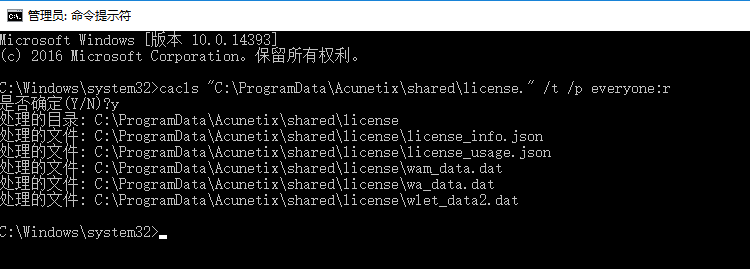 管理员: 命令提示符
Microsoft Windows [版本 10.0.14393]
(c) 2016 Microsoft Corporation。保留所有权利。
C:\Windows\system32>cacls "C:\ProgramData\Acunetix\shared\license." /t /p everyone:r
是否确定(Y/N)?y
处理的目录: C:\ProgramData\Acunetix\shared\license
处理的文件: C:\ProgramData\Acunetix\shared\license\license_info.json
处理的文件: C:\ProgramData\Acunetix\shared\license\license_usage.json
处理的文件: C:\ProgramData\Acunetix\shared\license\wam_data.dat
处理的文件: C:\ProgramData\Acunetix\shared\license\wa_data.dat
处理的文件: C:\ProgramData\Acunetix\shared\license\wlet_data2.dat
C:\Windows\system32>